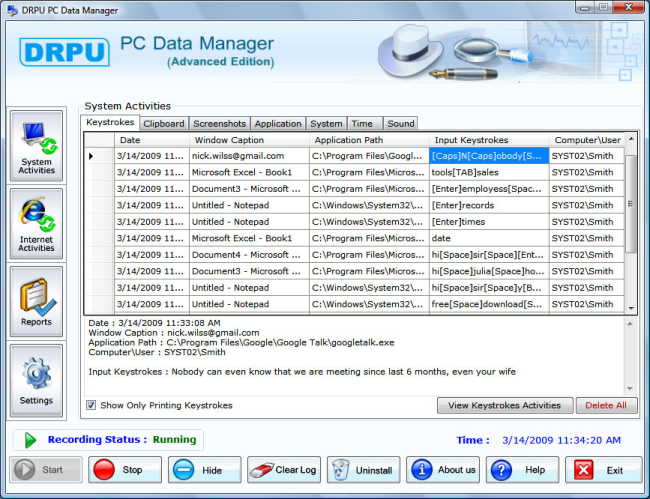 DRPU PC Data Manager
DRPU PC Data Manager
(Advanced Edition)
System Activities
Keystrokes Clipboard Screenshots Application System Time Sound
Date Window Caption Application Path Input Keystrokes Computer\User
3/14/2009 11... nick.wilss@gmail.com C:\Program Files\Googl... [Caps]N[Caps]obody[S... SYST02\Smith
3/14/2009 11... Microsoft Excel - Book1 C:\Program Files\Micros... tools[TAB]sales SYST02\Smith
3/14/2009 11... Document3 - Microsoft ... C:\Program Files\Micros... [Enter]employess[Spac... SYST02\Smith
3/14/2009 11... Untitled - Notepad C:\Windows\System32\... [Enter]records SYST02\Smith
3/14/2009 11... Untitled - Notepad C:\Windows\System32\... [Enter]times SYST02\Smith
3/14/2009 11... Microsoft Excel - Book1 C:\Program Files\Micros... date SYST02\Smith
3/14/2009 11... Document4 - Microsoft ... C:\Program Files\Micros... hi[Space]sir[Space][Ent... SYST02\Smith
3/14/2009 11... Document3 - Microsoft ... C:\Program Files\Micros... hi[Space]julia[Space]ho... SYST02\Smith
3/14/2009 11... Untitled - Notepad C:\Windows\System32\... hi[Space]sir[Space]y[B... SYST02\Smith
3/14/2009 11... Untitled - Notepad C:\Windows\System32\... free[Space]download[S... SYST02\Smith
Date : 3/14/2009 11:33:08 AM
Window Caption : nick.wilss@gmail.com
Application Path : C:\Program Files\Google\Google Talk\googletalk.exe
Computer\User : SYST02\Smith
Input Keystrokes : Nobody can even know that we are meeting since last 6 months, even your wife
Show Only Printing Keystrokes View Keystrokes Activities Delete All
System
Activities
Internet
Activities
Reports
Settings
Recording Status : Running Time : 3/14/2009 11:34:20 AM
Start Stop Hide Clear Log Uninstall About us Help Exit